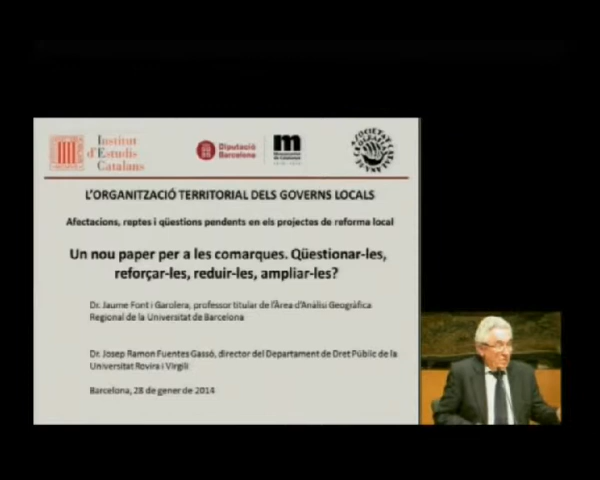 Institut
d'Estudis
Catalans
Diputació
Barcelona
m
L'ORGANITZACIÓ TERRITORIAL DELS GOVERNS LOCALS
Afectacions, reptes i qüestions pendents en els projectes de reforma local
Un nou paper per a les comarques. Qüestionar-les,
reforçar-les, reduir-les, ampliar-les?
Dr. Jaume Font i Garolera, professor titular de l'Àrea d'Anàlisi Geogràfica
Regional de la Universitat de Barcelona
Dr. Josep Ramon Fuentes Gassó, director del Departament de Dret Públic de la
Universitat Rovira i Virgili
Barcelona, 28 de gener de 2014